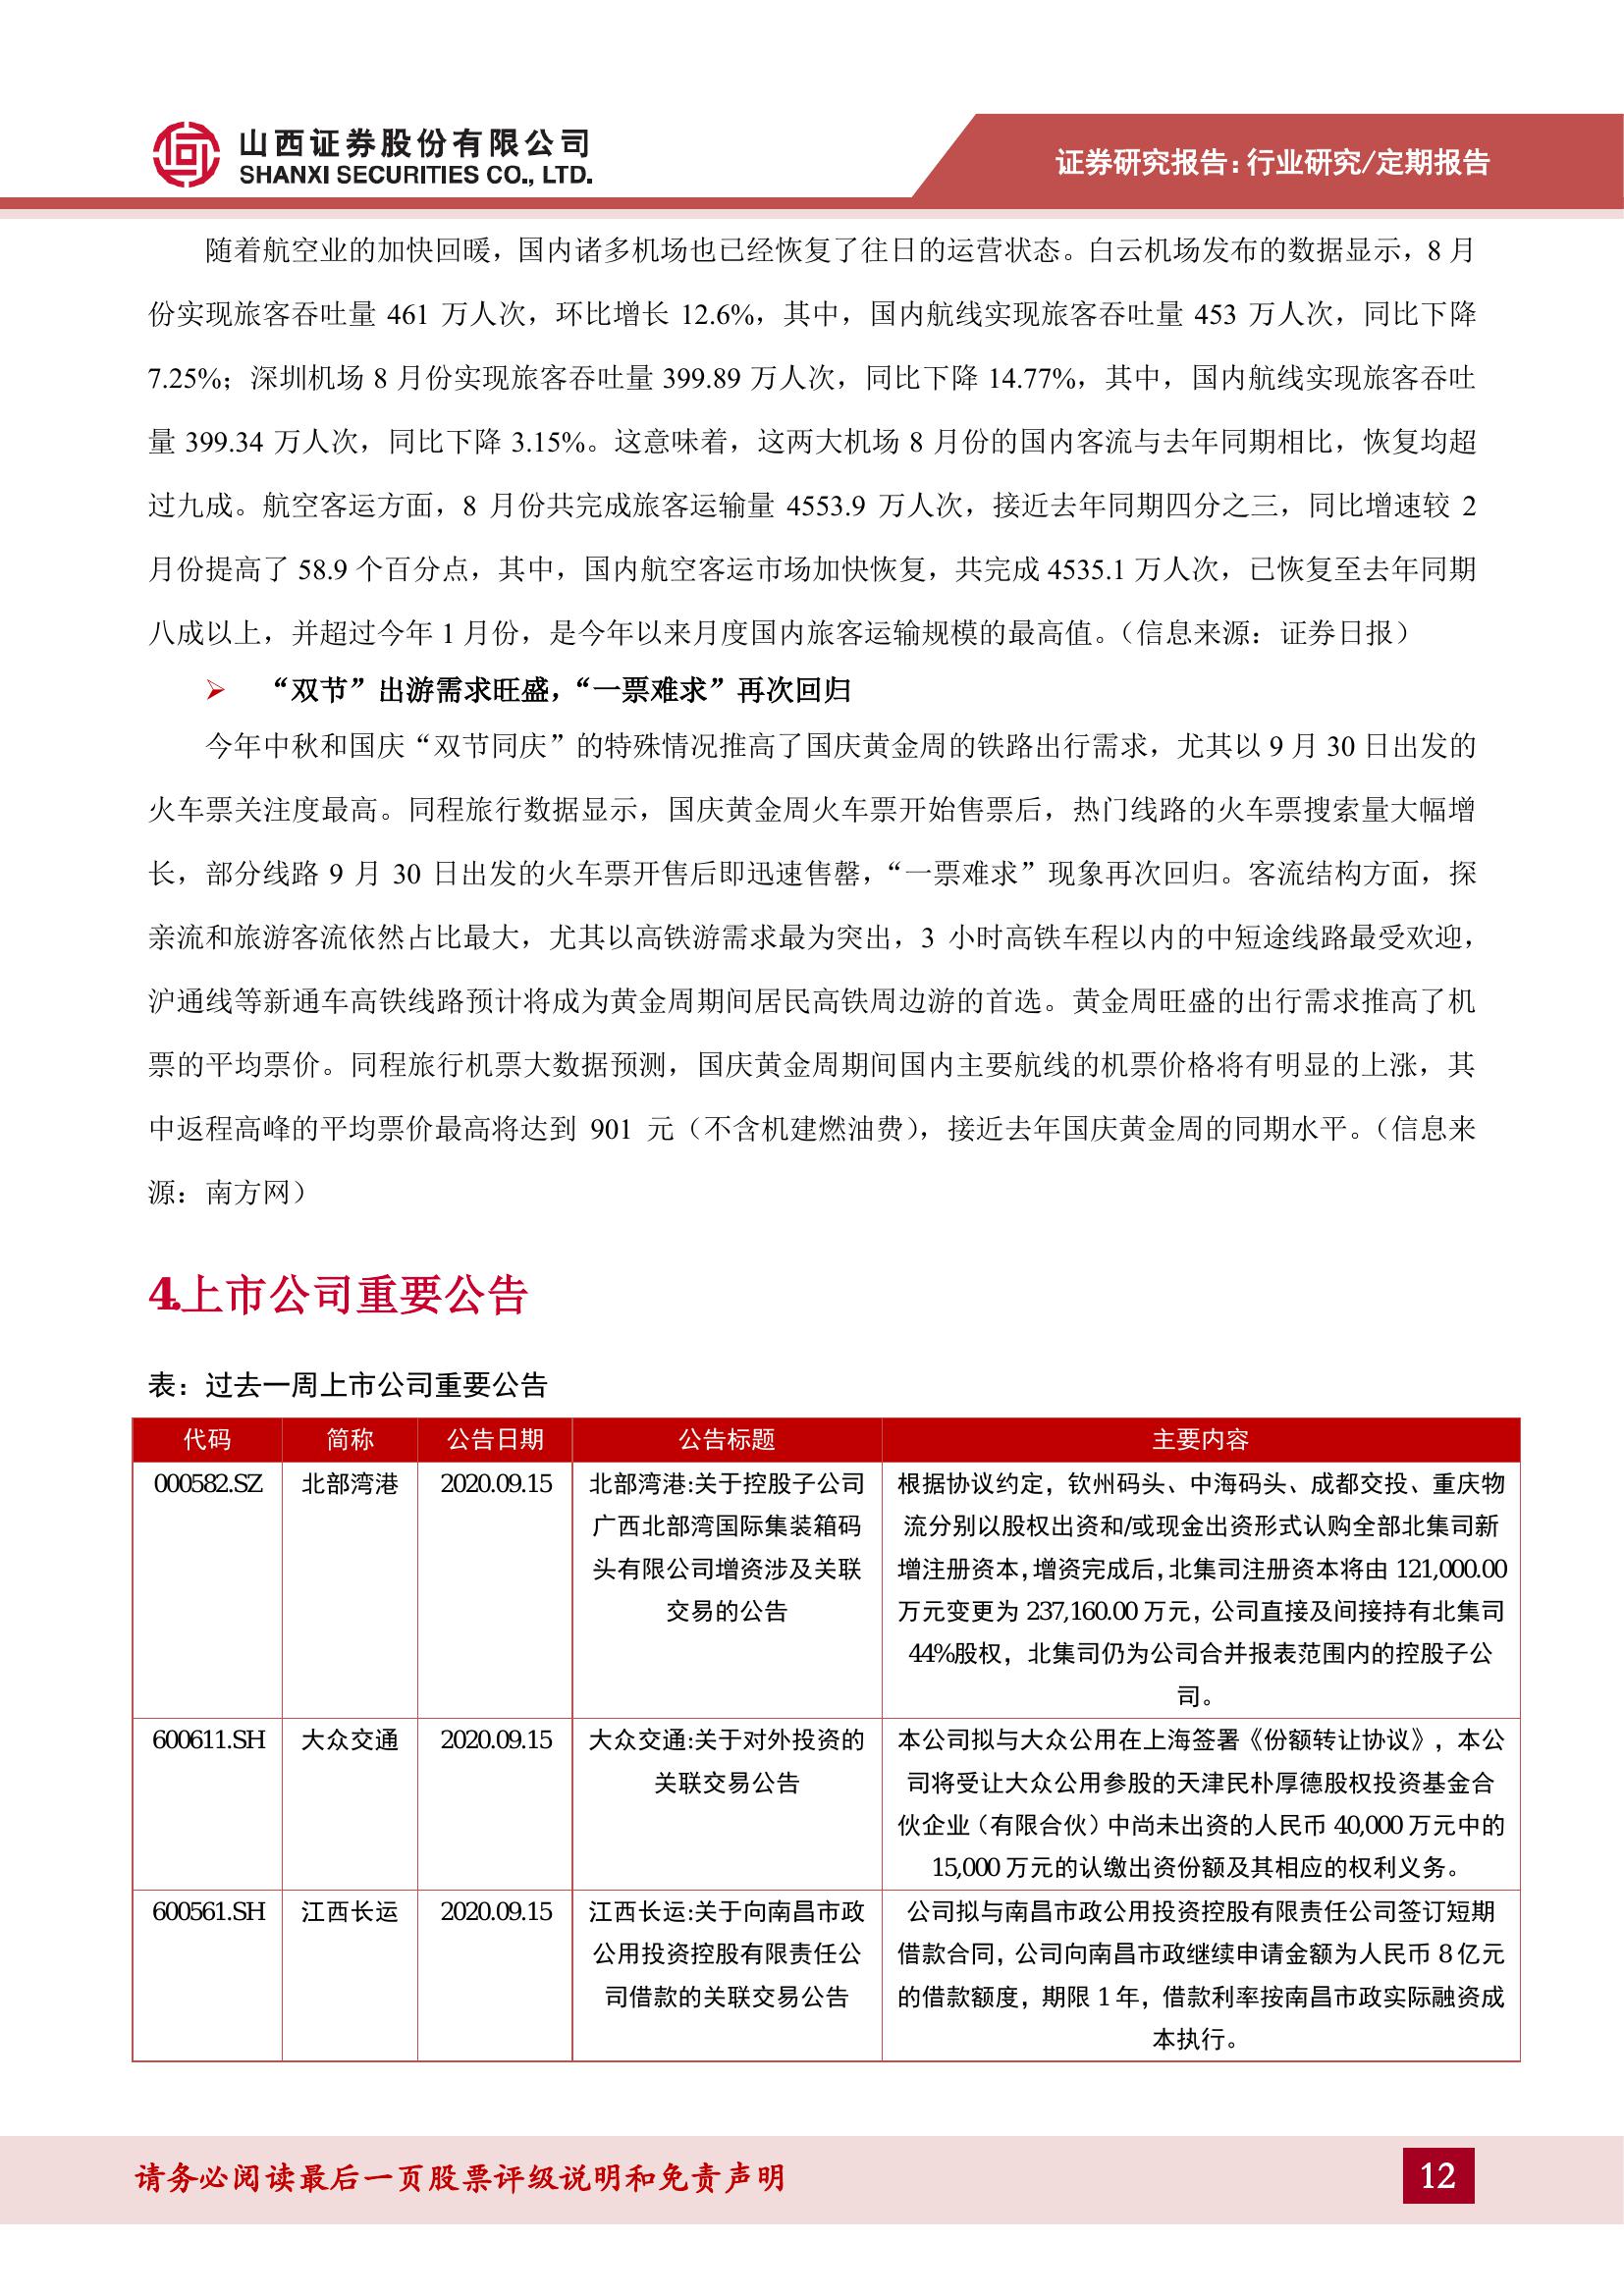 山西证券股份有限公司
SHANXI SECURITIES CO., LTD.
证券研究报告：行业研究/定期报告
随着航空业的加快回暖，国内诸多机场也已经恢复了往日的运营状态。白云机场发布的数据显示，8 月
份实现旅客吞吐量 461 万人次，环比增长 12.6%，其中，国内航线实现旅客吞吐量 453 万人次，同比下降
7.25%；深圳机场 8 月份实现旅客吞吐量 399.89 万人次，同比下降 14.77%，其中，国内航线实现旅客吞吐
量 399.34 万人次，同比下降 3.15%。这意味着，这两大机场 8 月份的国内客流与去年同期相比，恢复均超
过九成。航空客运方面，8 月份共完成旅客运输量 4553.9 万人次，接近去年同期四分之三，同比增速较 2
月份提高了 58.9 个百分点，其中，国内航空客运市场加快恢复，共完成 4535.1 万人次，已恢复至去年同期
八成以上，并超过今年 1 月份，是今年以来月度国内旅客运输规模的最高值。（信息来源：证券日报）
“双节”出游需求旺盛，“一票难求”再次回归
今年中秋和国庆“双节同庆”的特殊情况推高了国庆黄金周的铁路出行需求，尤其以 9 月 30 日出发的
火车票关注度最高。同程旅行数据显示，国庆黄金周火车票开始售票后，热门线路的火车票搜索量大幅增
长，部分线路 9 月 30 日出发的火车票开售后即迅速售罄，“一票难求”现象再次回归。客流结构方面，探
亲流和旅游客流依然占比最大，尤其以高铁游需求最为突出，3 小时高铁车程以内的中短途线路最受欢迎，
沪通线等新通车高铁线路预计将成为黄金周期间居民高铁周边游的首选。黄金周旺盛的出行需求推高了机
票的平均票价。同程旅行机票大数据预测，国庆黄金周期间国内主要航线的机票价格将有明显的上涨，其
中返程高峰的平均票价最高将达到 901 元（不含机建燃油费），接近去年国庆黄金周的同期水平。（信息来
源：南方网）
4.上市公司重要公告
表：过去一周上市公司重要公告
代码 简称 公告日期 公告标题 主要内容
000582.SZ 北部湾港 2020.09.15
北部湾港:关于控股子公司
广西北部湾国际集装箱码
头有限公司增资涉及关联
交易的公告
根据协议约定，钦州码头、中海码头、成都交投、重庆物
流分别以股权出资和/或现金出资形式认购全部北集司新
增注册资本，增资完成后，北集司注册资本将由 121,000.00
万元变更为 237,160.00 万元，公司直接及间接持有北集司
44%股权，北集司仍为公司合并报表范围内的控股子公
司。
600611.SH 大众交通 2020.09.15
大众交通:关于对外投资的
关联交易公告
本公司拟与大众公用在上海签署《份额转让协议》，本公
司将受让大众公用参股的天津民朴厚德股权投资基金合
伙企业（有限合伙）中尚未出资的人民币 40,000 万元中的
15,000 万元的认缴出资份额及其相应的权利义务。
600561.SH 江西长运 2020.09.15
江西长运:关于向南昌市政
公用投资控股有限责任公
司借款的关联交易公告
公司拟与南昌市政公用投资控股有限责任公司签订短期
借款合同，公司向南昌市政继续申请金额为人民币 8 亿元
的借款额度，期限 1 年，借款利率按南昌市政实际融资成
本执行。
请务必阅读最后一页股票评级说明和免责声明
12